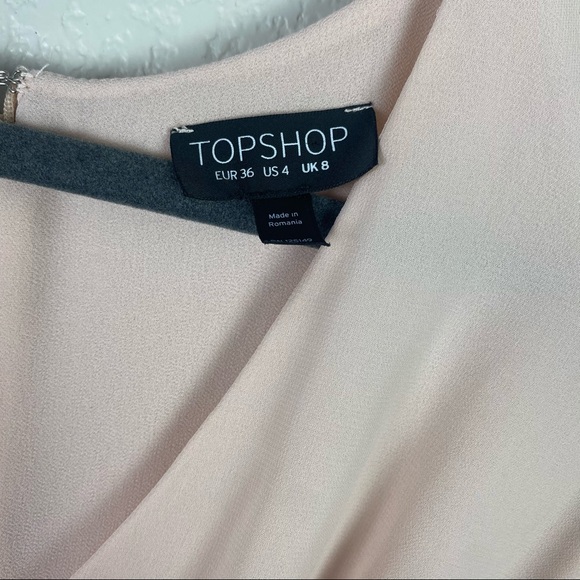 TOPSHOP
EUR 36 US 4 UK 8
Made in
Romania